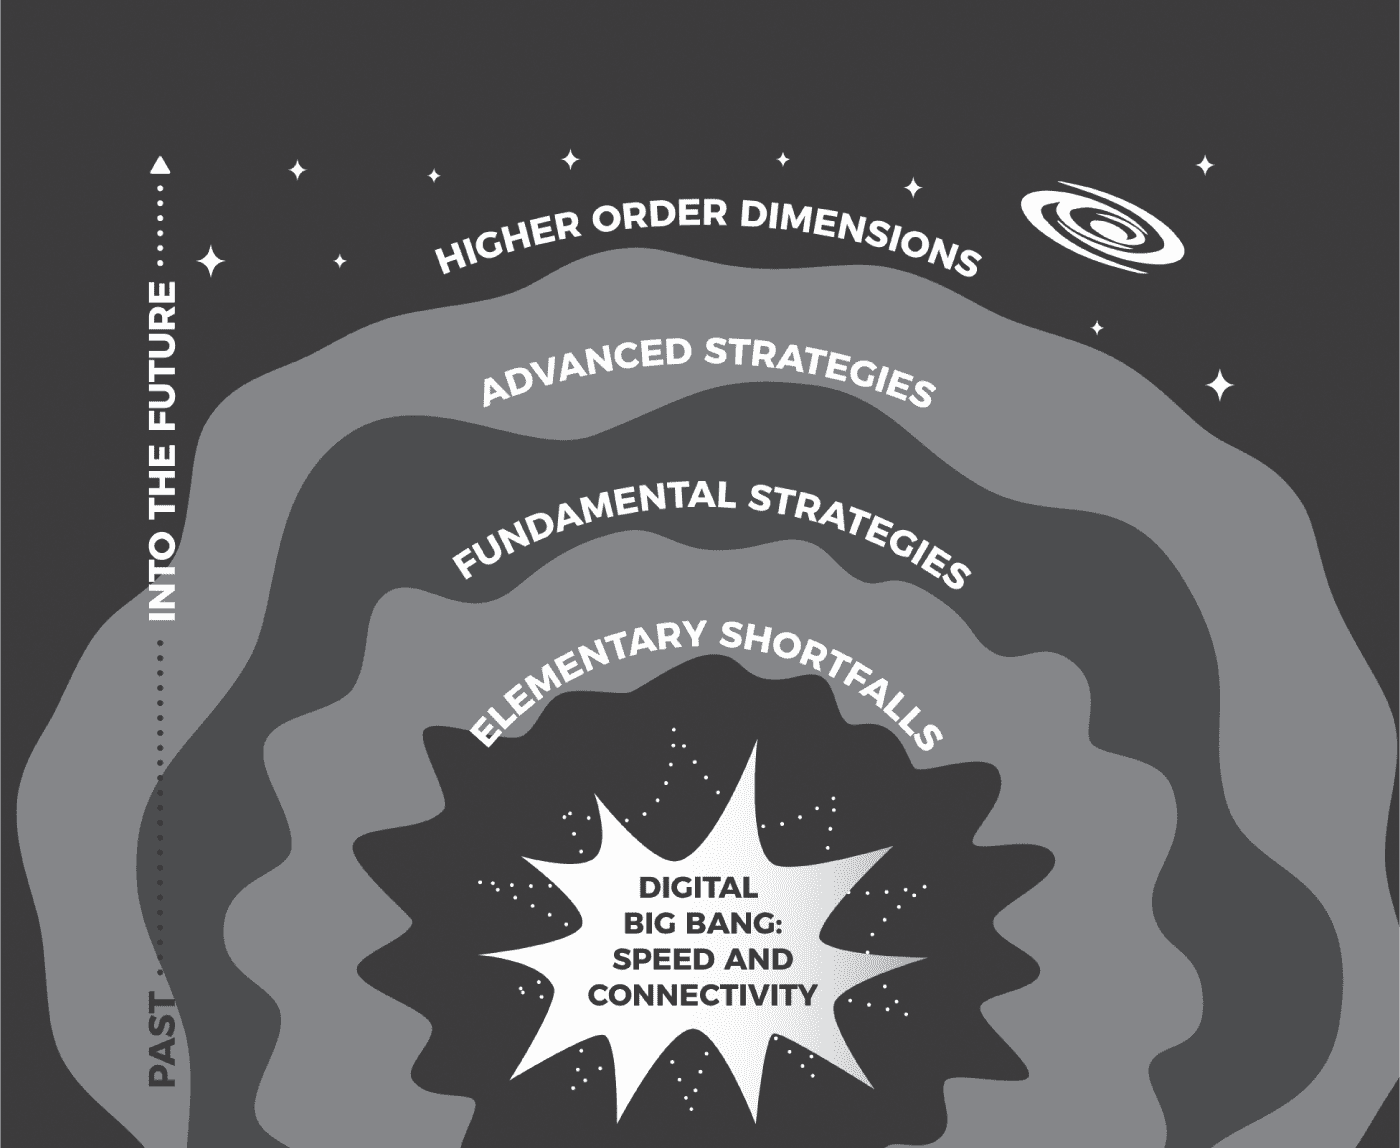 HIGHER ORDER DIMENSIONS
ADVANCED STRATEGIES
FUNDAMENTAL STRATEGIES
ELEMENTARY SHORTFALLS
DIGITAL
BIG BANG:
SPEED AND
CONNECTIVITY
INTO THE FUTURE
PAST